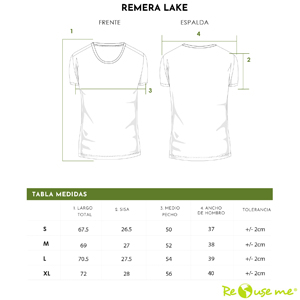 REMERA LAKE
FRENTE
ESPALDA
1
4
2
3
TABLA MEDIDAS
1 LARGO TOTAL
2. SISA
3. MEDIO PECHO
4 ANCHO DE HOMBRO
TOLERANCIA
S 67.5 26.5 50 37 +/- 2cm
M 69 27 52 38 +/- 2cm
L 70.5 27.5 54 39 +/- 2cm
XL 72 28 56 40 +/- 2cm
ReUse me